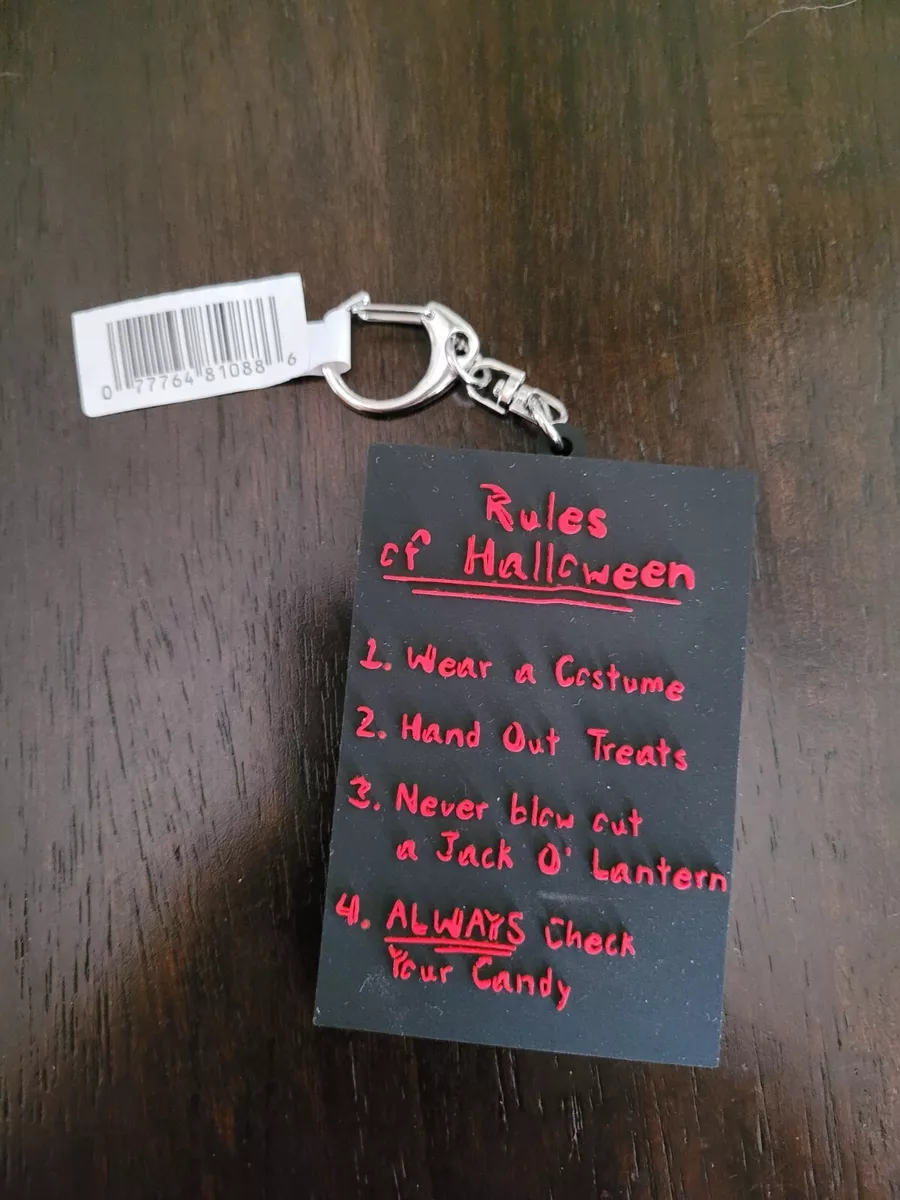 0 77764 81088 6
Rules
of Halloween
1. Wear a Costume
2. Hand Out Treats
3. Never blow out
a Jack O' Lantern
4. ALWAYS Check
Your Candy